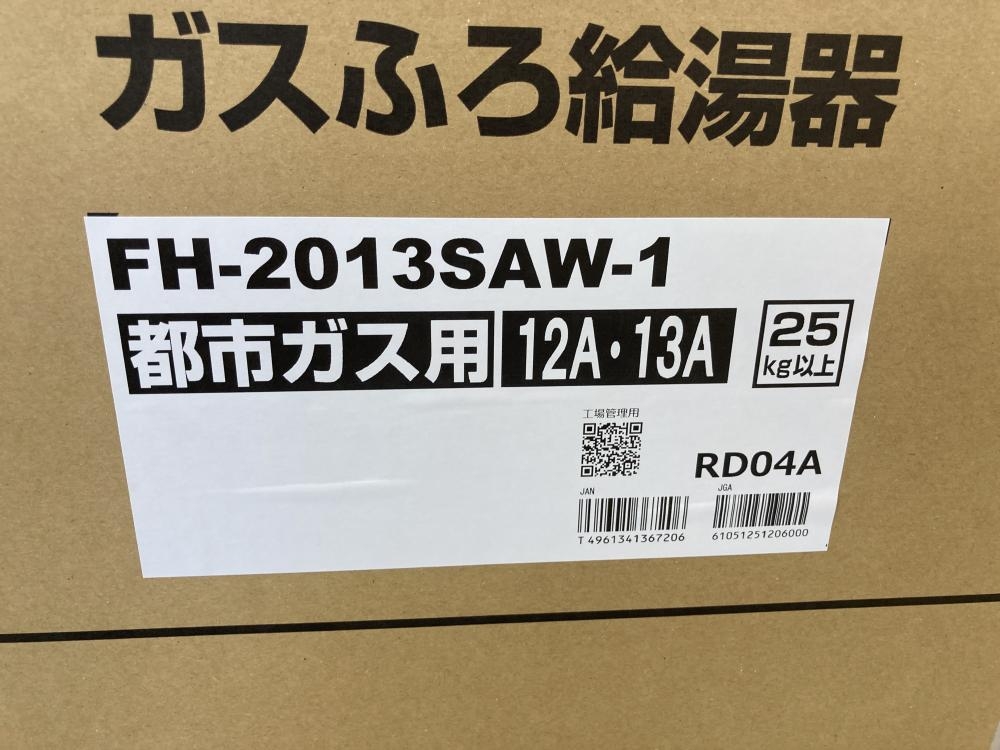 ガスふろ給湯器
FH-2013SAW-1
都市ガス用 12A・13A
25
kg以上
工場管理用
RD04A
JAN
JGA
T 4961341367206
61051251206000